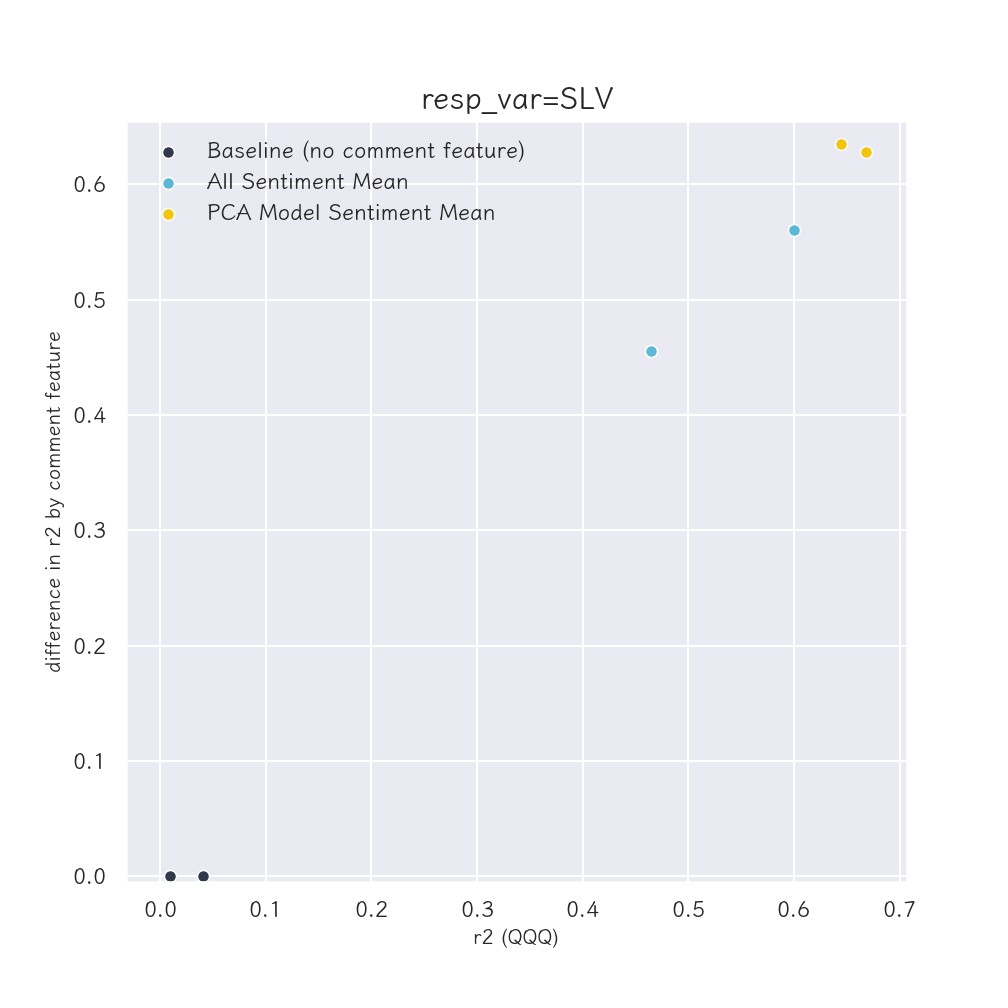 resp_var=SLV
Baseline (no comment feature)
All Sentiment Mean
PCA Model Sentiment Mean
difference in r2 by comment feature
0.6
0.5
0.4
0.3
0.2
0.1
0.0
0.0 0.1 0.2 0.3 0.4 0.5 0.6 0.7
r2 (QQQ)